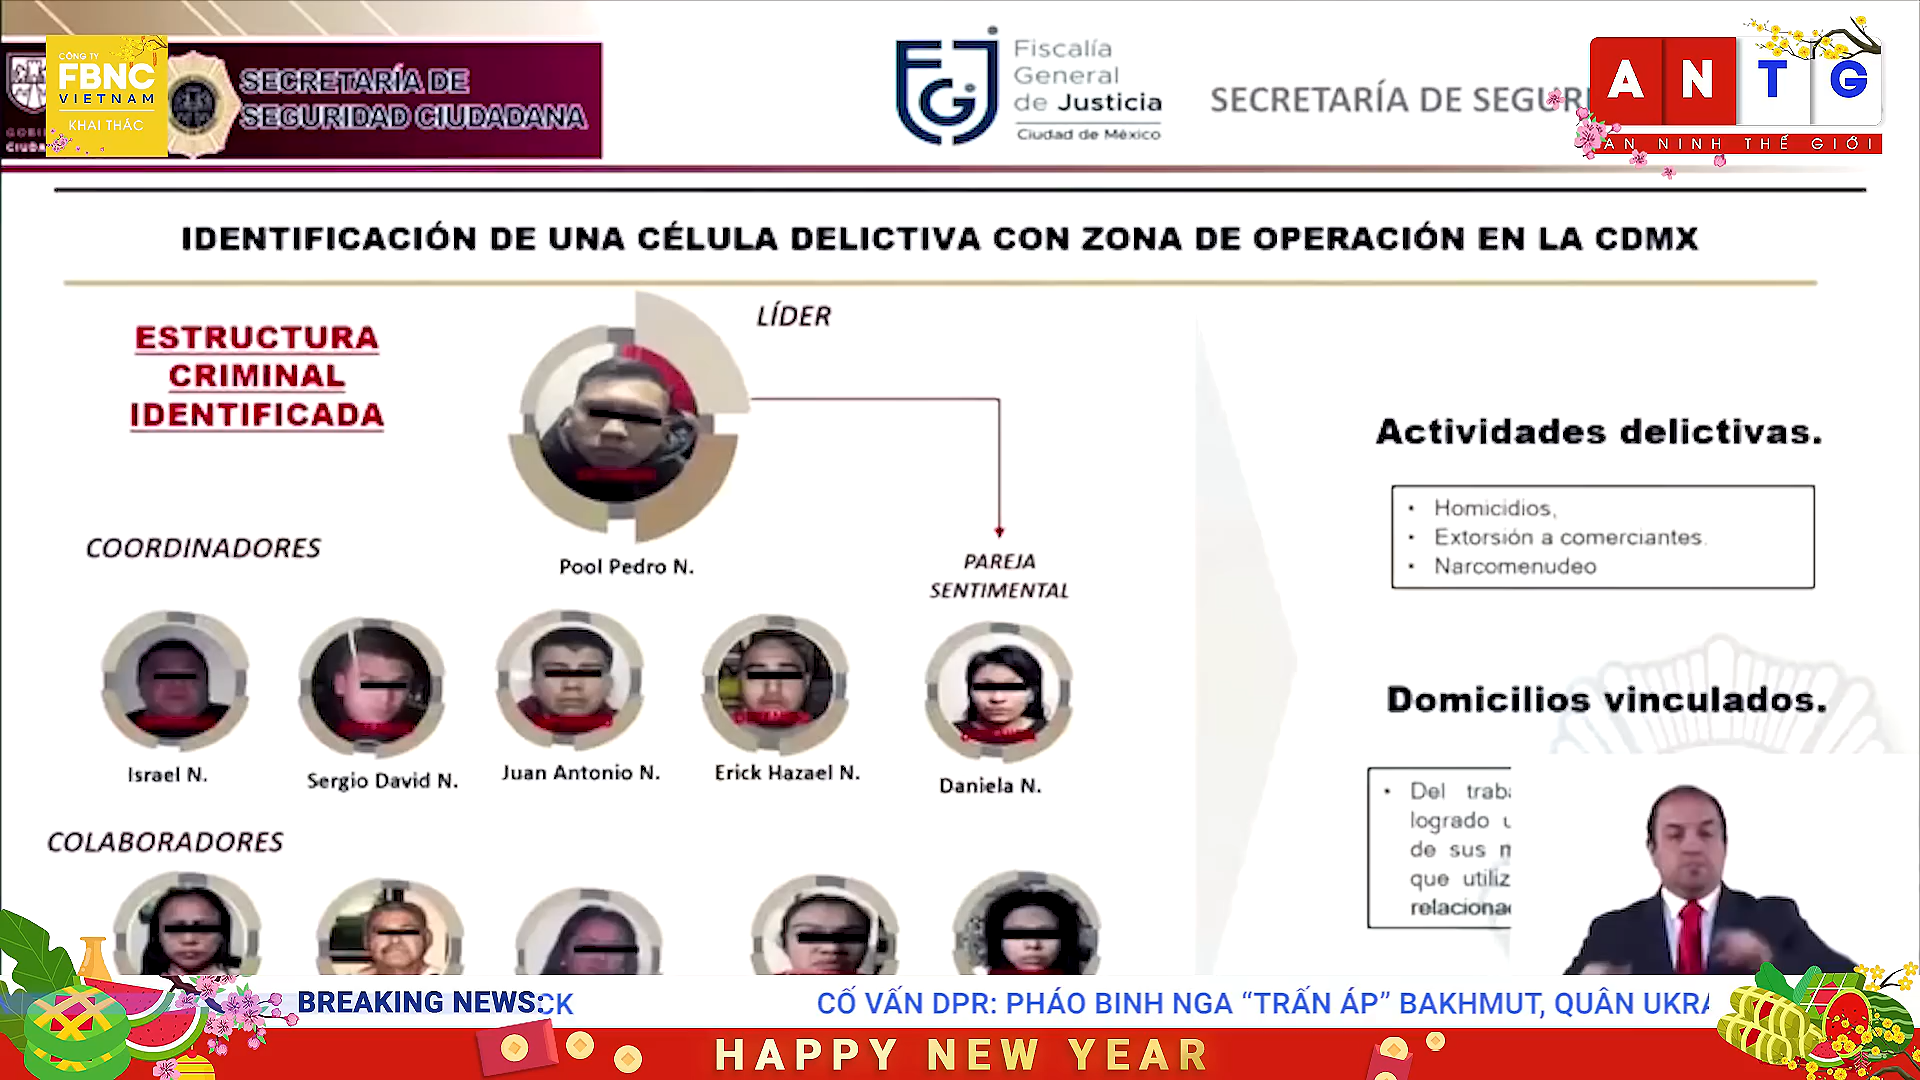 CÔNG TY
FBNC
VIETNAM
KHAI THÁC
SECRETARÍA DE
SEGURIDAD CIUDADANA
Fiscalía
General
de Justicia
Ciudad de México
SECRETARÍA DE
ANTG
AN NINH THẾ GIỚI
IDENTIFICACIÓN DE UNA CÉLULA DELICTIVA CON ZONA DE OPERACIÓN EN LA CDMX
ESTRUCTURA
CRIMINAL
IDENTIFICADA
LÍDER
Pool Pedro N.
COORDINADORES
PAREJA
SENTIMENTAL
Israel N.
Sergio David N.
Juan Antonio N.
Erick Hazael N.
Daniela N.
COLABORADORES
Actividades delictivas.
• Homicidios,
• Extorsión a comerciantes.
• Narcomenudeo
Domicilios vinculados.
• Del
logrado
de sus
que
BREAKING NEWS: CK
CỐ VẤN DPR: PHÁO BINH NGA “TRẤN ÁP” BAKHMUT, QUÂN
HAPPY NEW YEAR